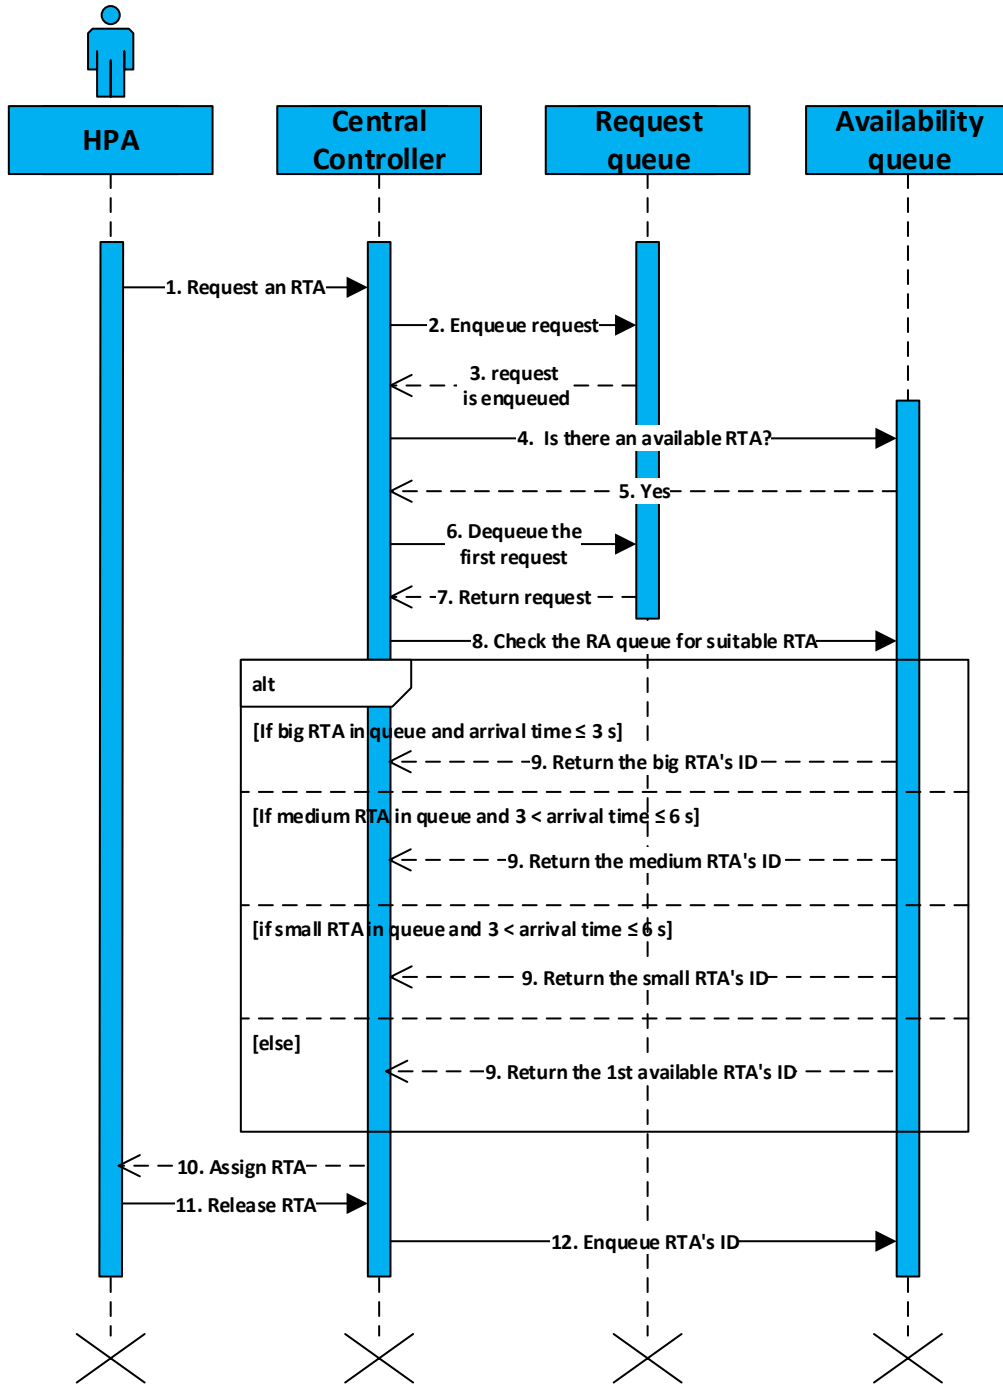 HPA
Central
Controller
Request
queue
Availability
queue
1. Request an RTA
2. Enqueue request
3. request
is enqueued
4. Is there an available RTA?
5. Yes
6. Dequeue the
first request
7. Return request
8. Check the RA queue for suitable RTA
alt
[If big RTA in queue and arrival time ≤ 3 s]
9. Return the big RTA's ID
[If medium RTA in queue and 3 < arrival time ≤ 6 s]
9. Return the medium RTA's ID
[if small RTA in queue and 3 < arrival time ≤ 6 s]
9. Return the small RTA's ID
[else]
9. Return the 1st available RTA's ID
10. Assign RTA
11. Release RTA
12. Enqueue RTA's ID